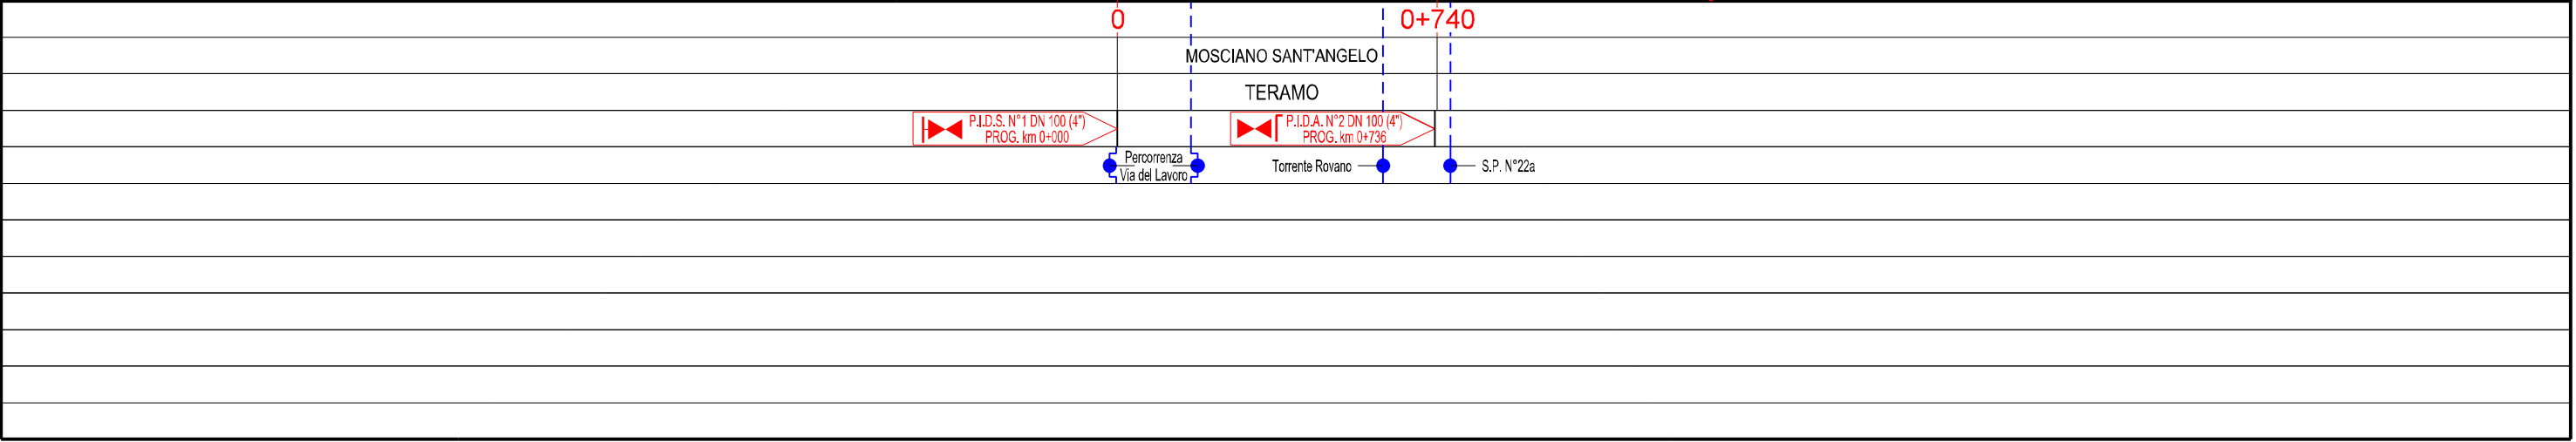 0 0+740
MOSCIANO SANT'ANGELO
TERAMO
P.I.D.S. N°1 DN 100 (4")
PROG. km 0+000
P.I.D.A. N°2 DN 100 (4")
PROG. km 0+736
Percorrenza
Via del Lavoro
Torrente Rovano
S.P. N°22a